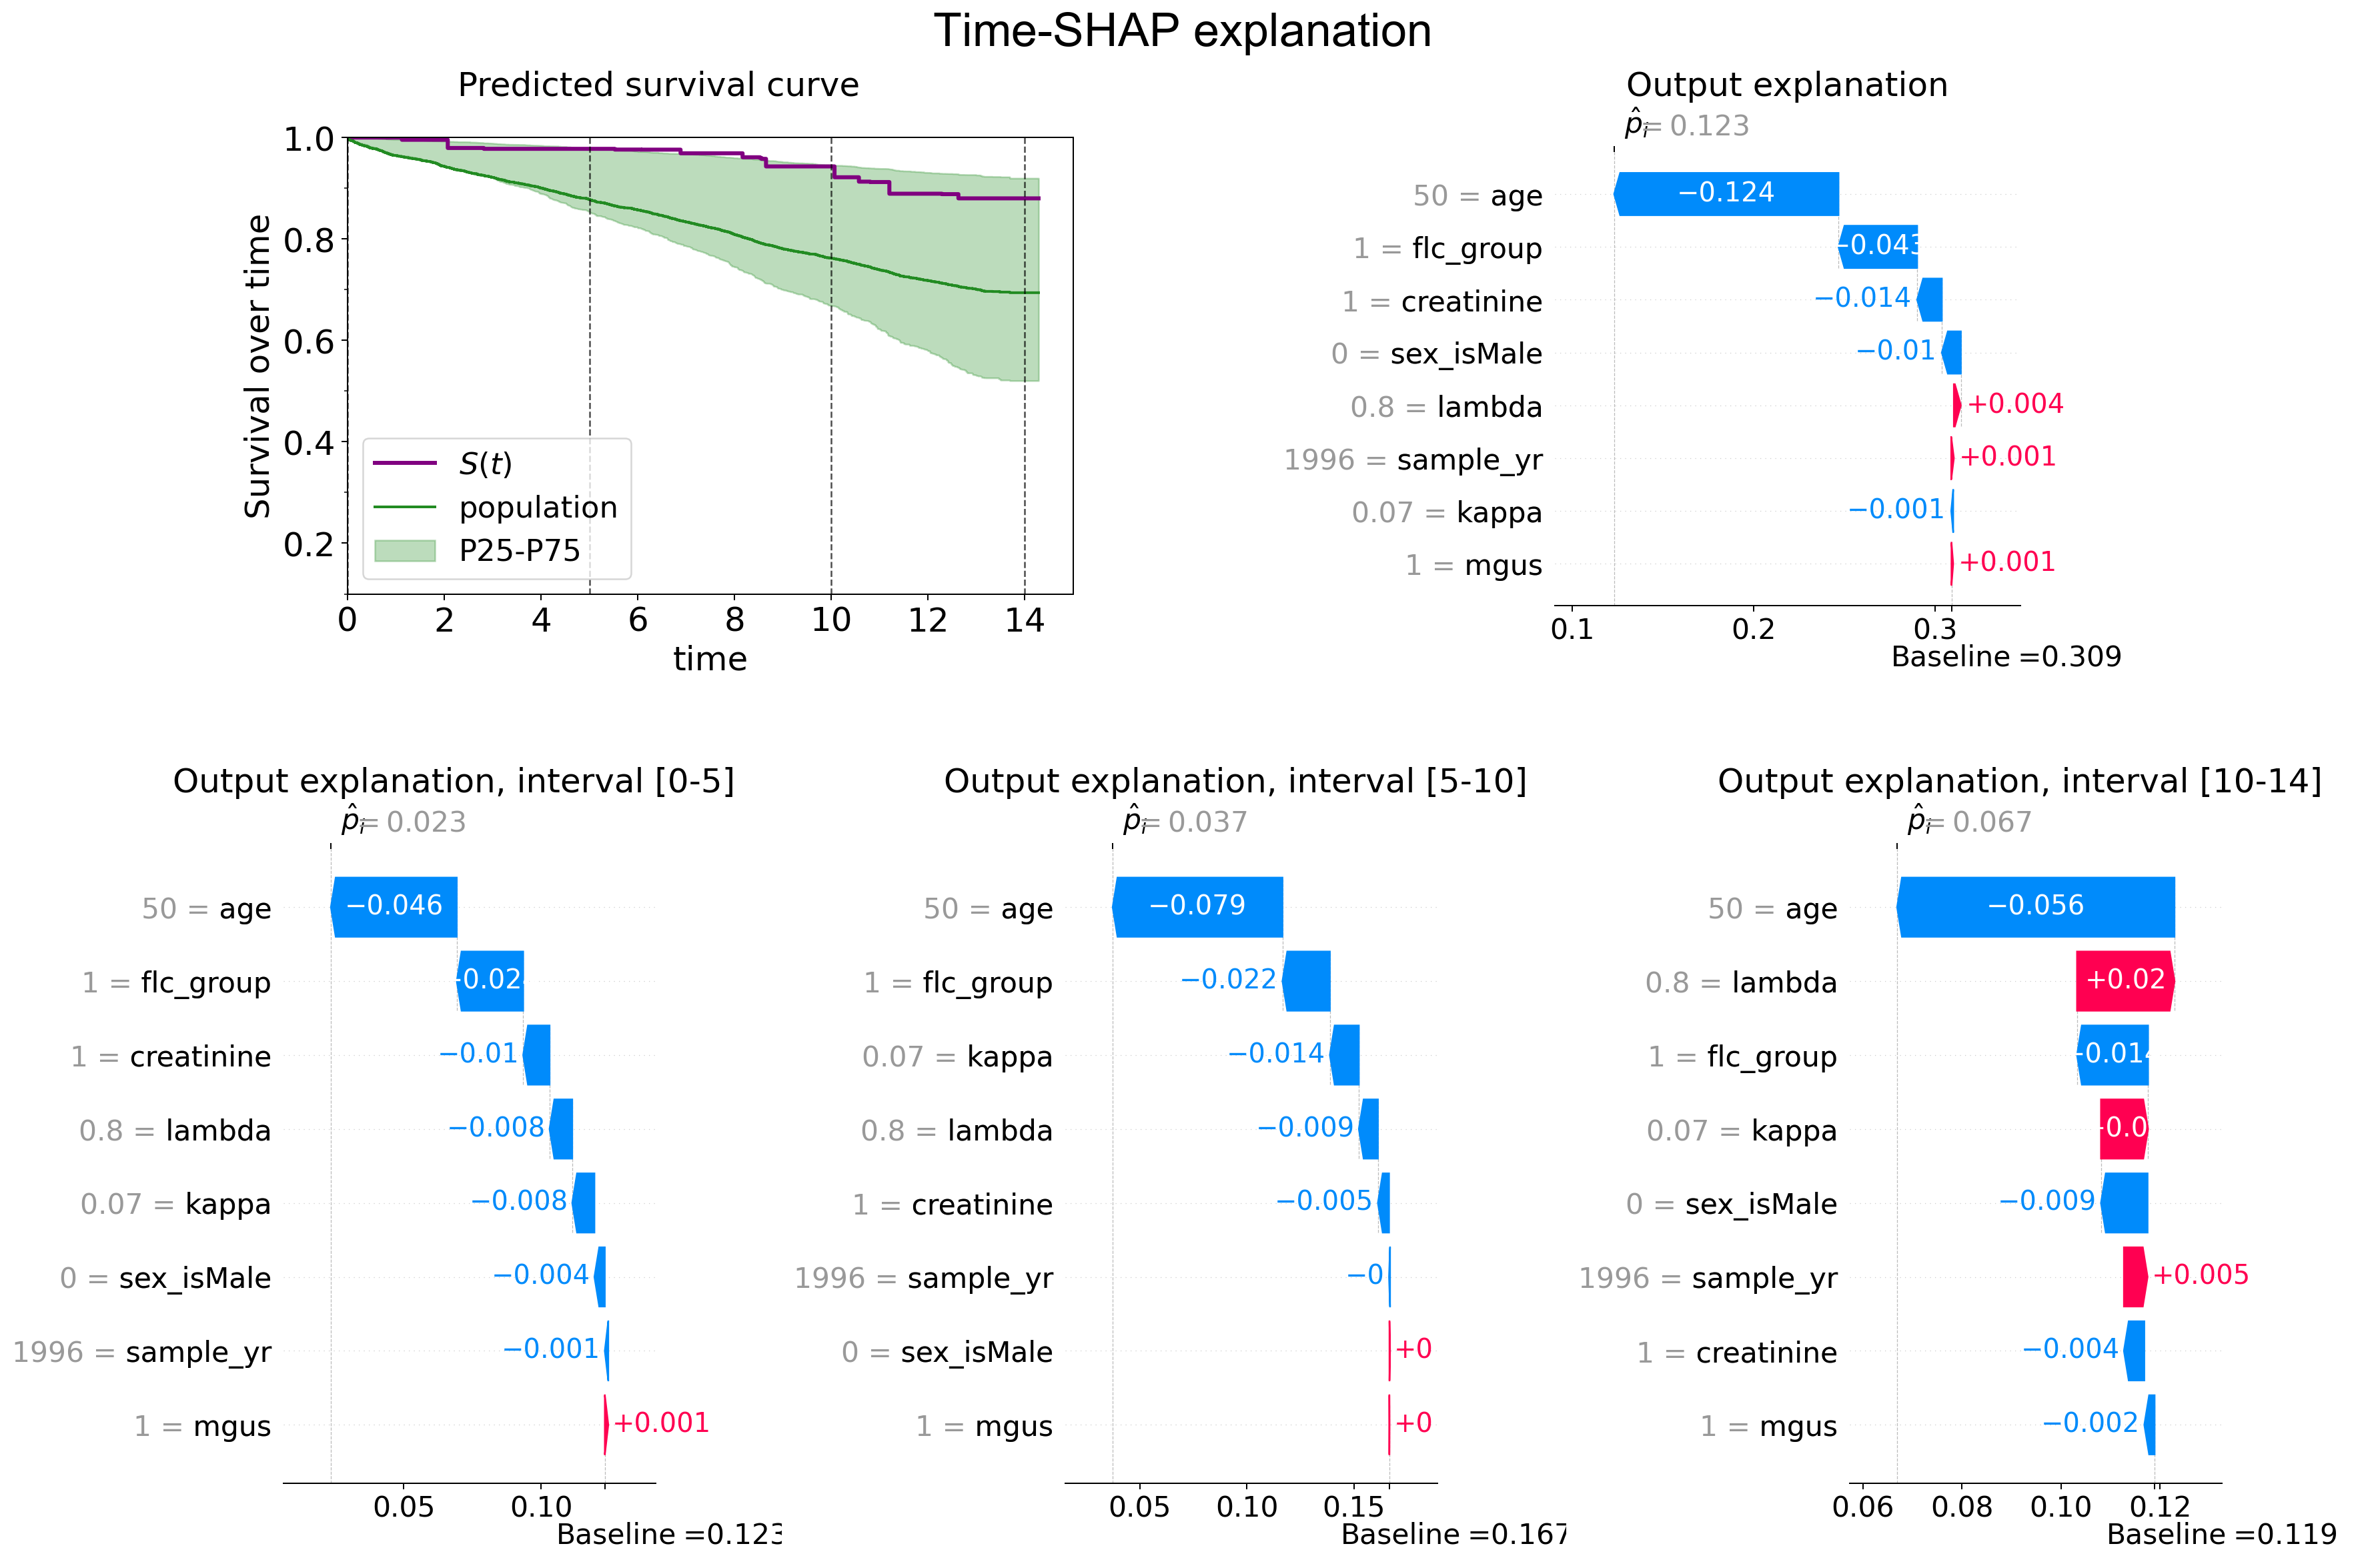 Time-SHAP explanation
Predicted survival curve
1.0
0.8
0.6
0.4
0.2
Survival over time
S(t)
population
P25-P75
0 2 4 6 8 10 12 14
time
Output explanation
p̂i = 0.123
50 = age −0.124
1 = flc_group −0.043
1 = creatinine −0.014
0 = sex_isMale −0.01
0.8 = lambda +0.004
1996 = sample_yr +0.001
0.07 = kappa −0.001
1 = mgus +0.001
0.1 0.2 0.3
Baseline =0.309
Output explanation, interval [0-5]
p̂i = 0.023
50 = age −0.046
1 = flc_group
1 = creatinine −0.01
0.8 = lambda −0.008
0.07 = kappa −0.008
0 = sex_isMale −0.004
1996 = sample_yr −0.001
1 = mgus +0.001
0.05 0.10
Baseline =0.123
Output explanation, interval [5-10]
p̂i = 0.037
50 = age −0.079
1 = flc_group −0.022
0.07 = kappa −0.014
0.8 = lambda −0.009
1 = creatinine −0.005
1996 = sample_yr −0
0 = sex_isMale +0
1 = mgus +0
0.05 0.10 0.15
Baseline =0.167
Output explanation, interval [10-14]
p̂i = 0.067
50 = age −0.056
0.8 = lambda +0.02
1 = flc_group −0.014
0.07 = kappa
0 = sex_isMale −0.009
1996 = sample_yr +0.005
1 = creatinine −0.004
1 = mgus −0.002
0.06 0.08 0.10 0.12
Baseline =0.119